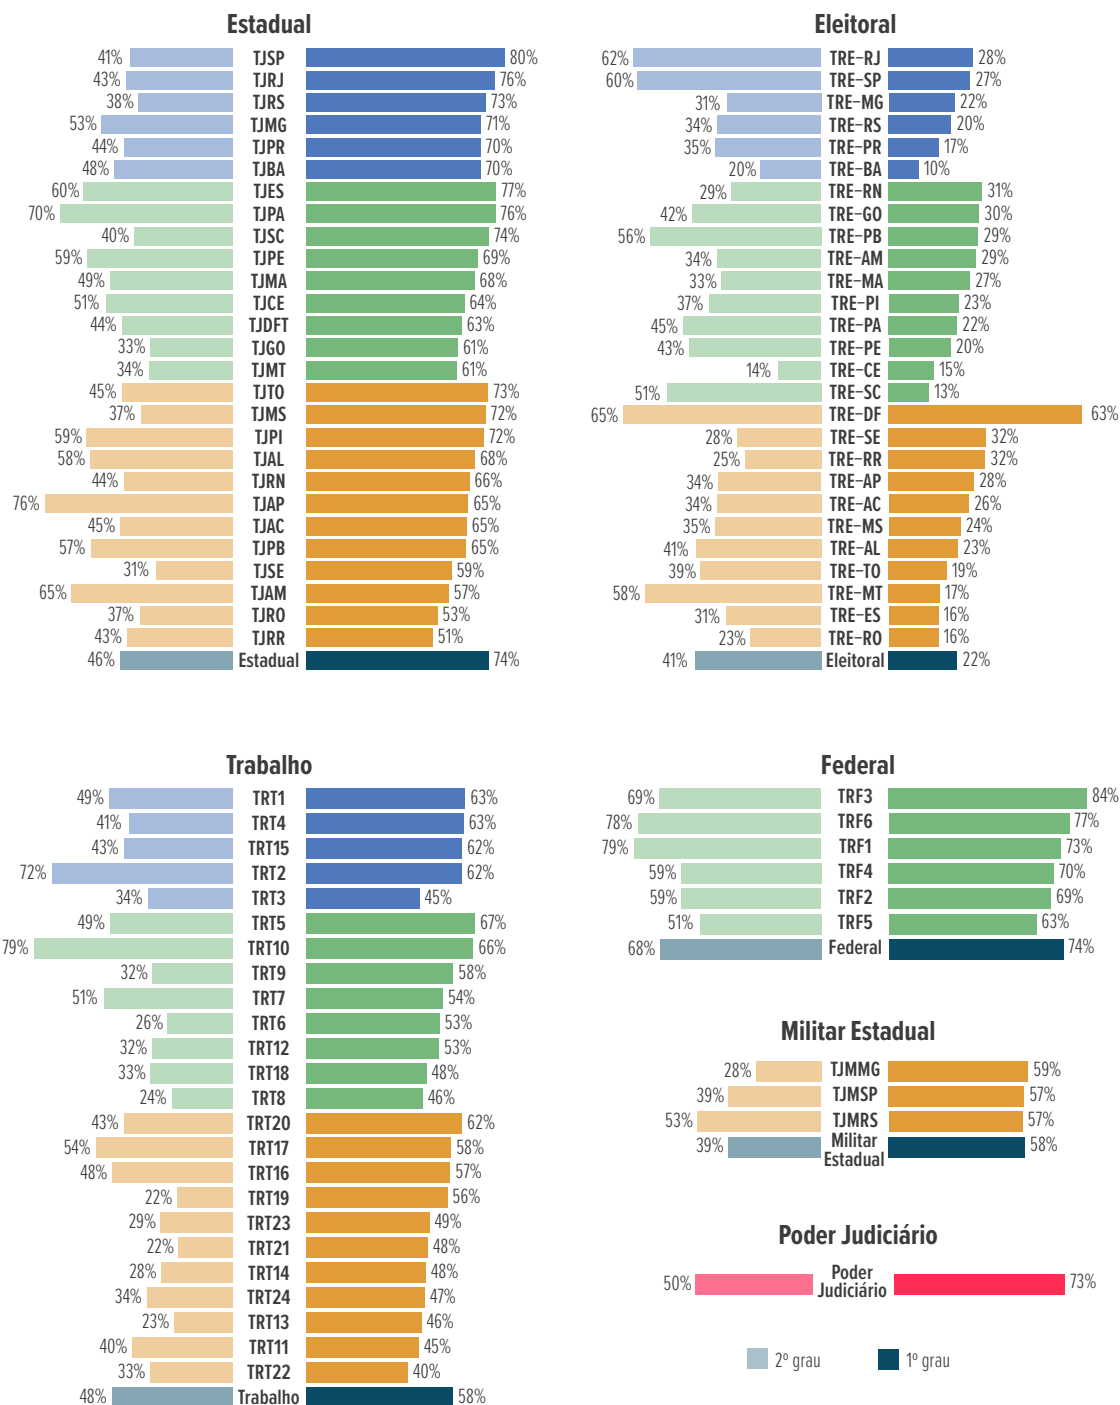 Estadual
41% TJSP 80%
43% TJRJ 76%
38% TJRS 73%
53% TJMG 71%
44% TJPR 70%
48% TJBA 70%
60% TJES 77%
70% TJPA 76%
40% TJSC 74%
59% TJPE 69%
49% TJMA 68%
51% TJCE 64%
44% TJDFT 63%
33% TJGO 61%
34% TJMT 61%
45% TJTO 73%
37% TJMS 72%
59% TJPI 72%
58% TJAL 68%
44% TJRN 66%
76% TJAP 65%
45% TJAC 65%
57% TJPB 65%
31% TJSE 59%
65% TJAM 57%
37% TJRO 53%
43% TJRR 51%
46% Estadual 74%
Eleitoral
62% TRE-RJ 28%
60% TRE-SP 27%
31% TRE-MG 22%
34% TRE-RS 20%
35% TRE-PR 17%
20% TRE-BA 10%
29% TRE-RN 31%
42% TRE-GO 30%
56% TRE-PB 29%
34% TRE-AM 29%
33% TRE-MA 27%
37% TRE-PI 23%
45% TRE-PA 22%
43% TRE-PE 20%
14% TRE-CE 15%
51% TRE-SC 13%
65% TRE-DF 63%
28% TRE-SE 32%
25% TRE-RR 32%
34% TRE-AP 28%
34% TRE-AC 26%
35% TRE-MS 24%
41% TRE-AL 23%
39% TRE-TO 19%
58% TRE-MT 17%
31% TRE-ES 16%
23% TRE-RO 16%
41% Eleitoral 22%
Trabalho
49% TRT1 63%
41% TRT4 63%
43% TRT15 62%
72% TRT2 62%
34% TRT3 45%
49% TRT5 67%
79% TRT10 66%
32% TRT9 58%
51% TRT7 54%
26% TRT6 53%
32% TRT12 53%
33% TRT18 48%
24% TRT8 46%
43% TRT20 62%
54% TRT17 58%
48% TRT16 57%
22% TRT19 56%
29% TRT23 49%
22% TRT21 48%
28% TRT14 48%
34% TRT24 47%
23% TRT13 46%
40% TRT11 45%
33% TRT22 40%
48% Trabalho 58%
Federal
69% TRF3 84%
78% TRF6 77%
79% TRF1 73%
59% TRF4 70%
59% TRF2 69%
51% TRF5 63%
68% Federal 74%
Militar Estadual
28% TJMMG 59%
39% TJMSP 57%
53% TJMRS 57%
39% Militar 58%
Estadual
Poder Judiciário
50% Poder 73%
Judiciário
2º grau 1º grau